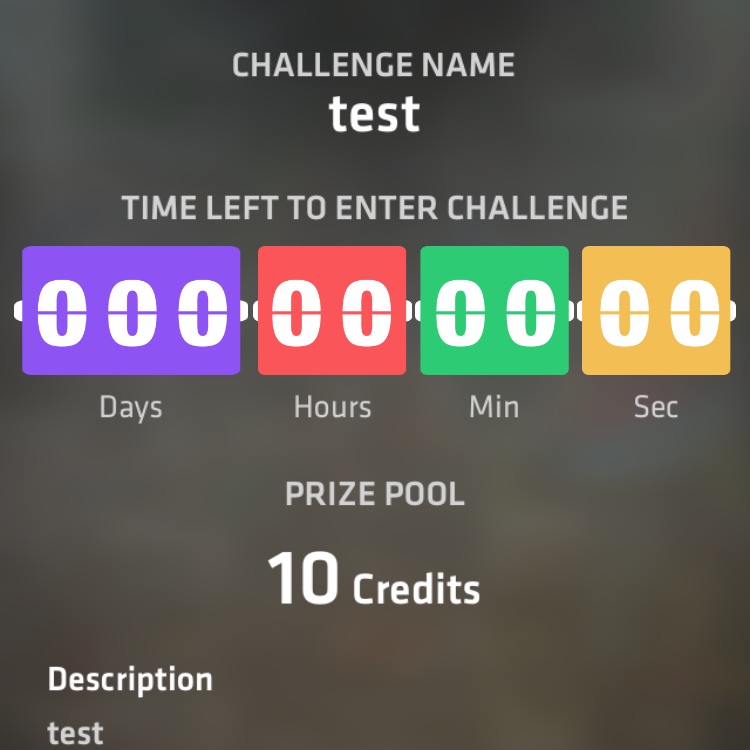 CHALLENGE NAME
test
TIME LEFT TO ENTER CHALLENGE
000 00 00 00
Days Hours Min Sec
PRIZE POOL
10 Credits
Description
test